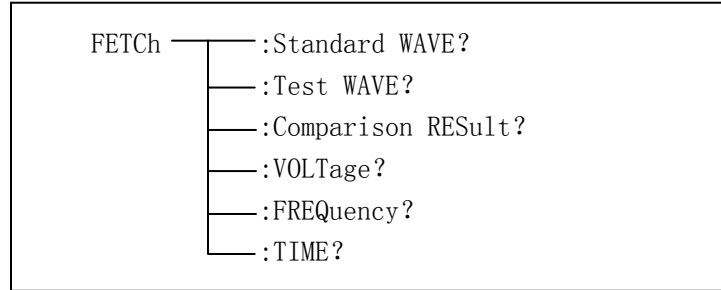 FETCh :Standard WAVE?
:Test WAVE?
:Comparison RESult?
:VOLTage?
:FREQuency?
:TIME?